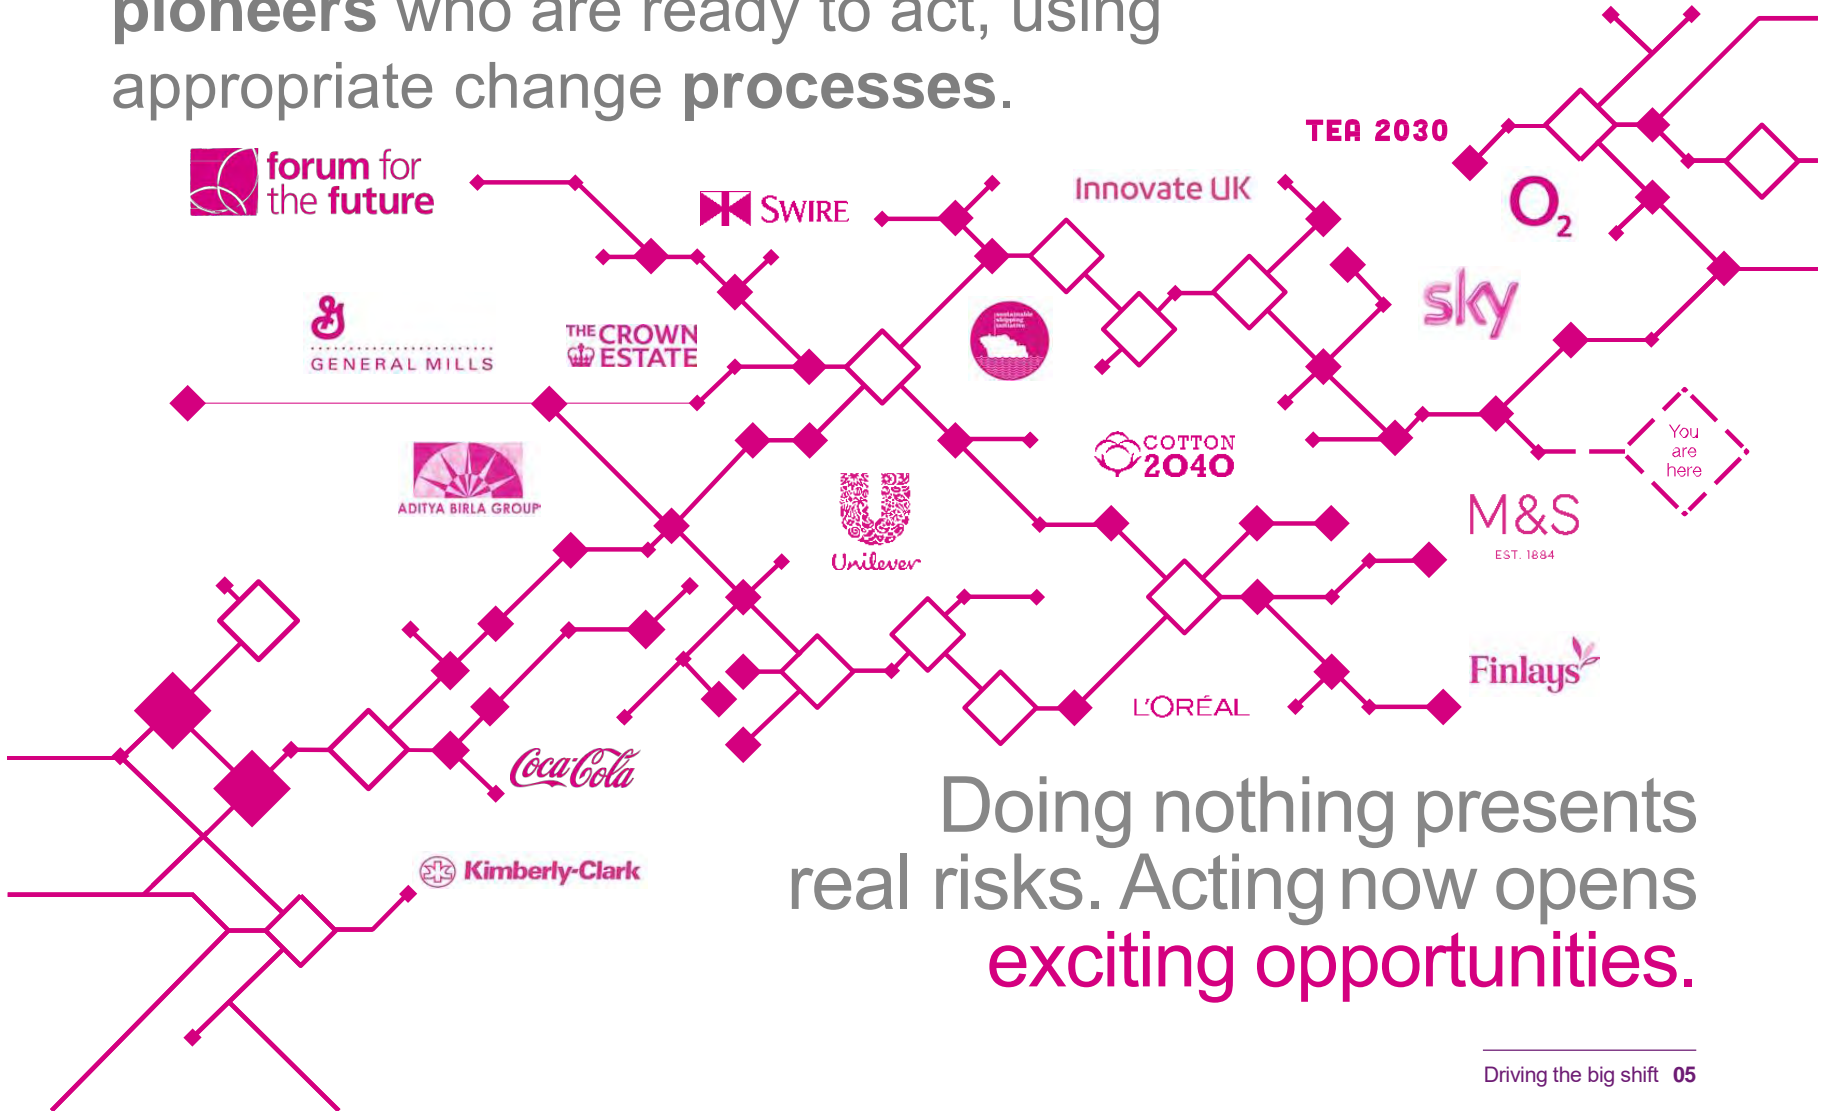 pioneers who are ready to act, using
appropriate change processes.
TEA 2030
forum for
the future
SWIRE
Innovate UK
O2
sky
GENERAL MILLS
THE CROWN
ESTATE
sustainable
shipping
initiative
You
are
here
COTTON
2040
ADITYA BIRLA GROUP
Unilever
M&S
EST. 1884
Finlays
L'ORÉAL
Coca-Cola
Kimberly-Clark
Doing nothing presents
real risks. Acting now opens
exciting opportunities.
Driving the big shift 05